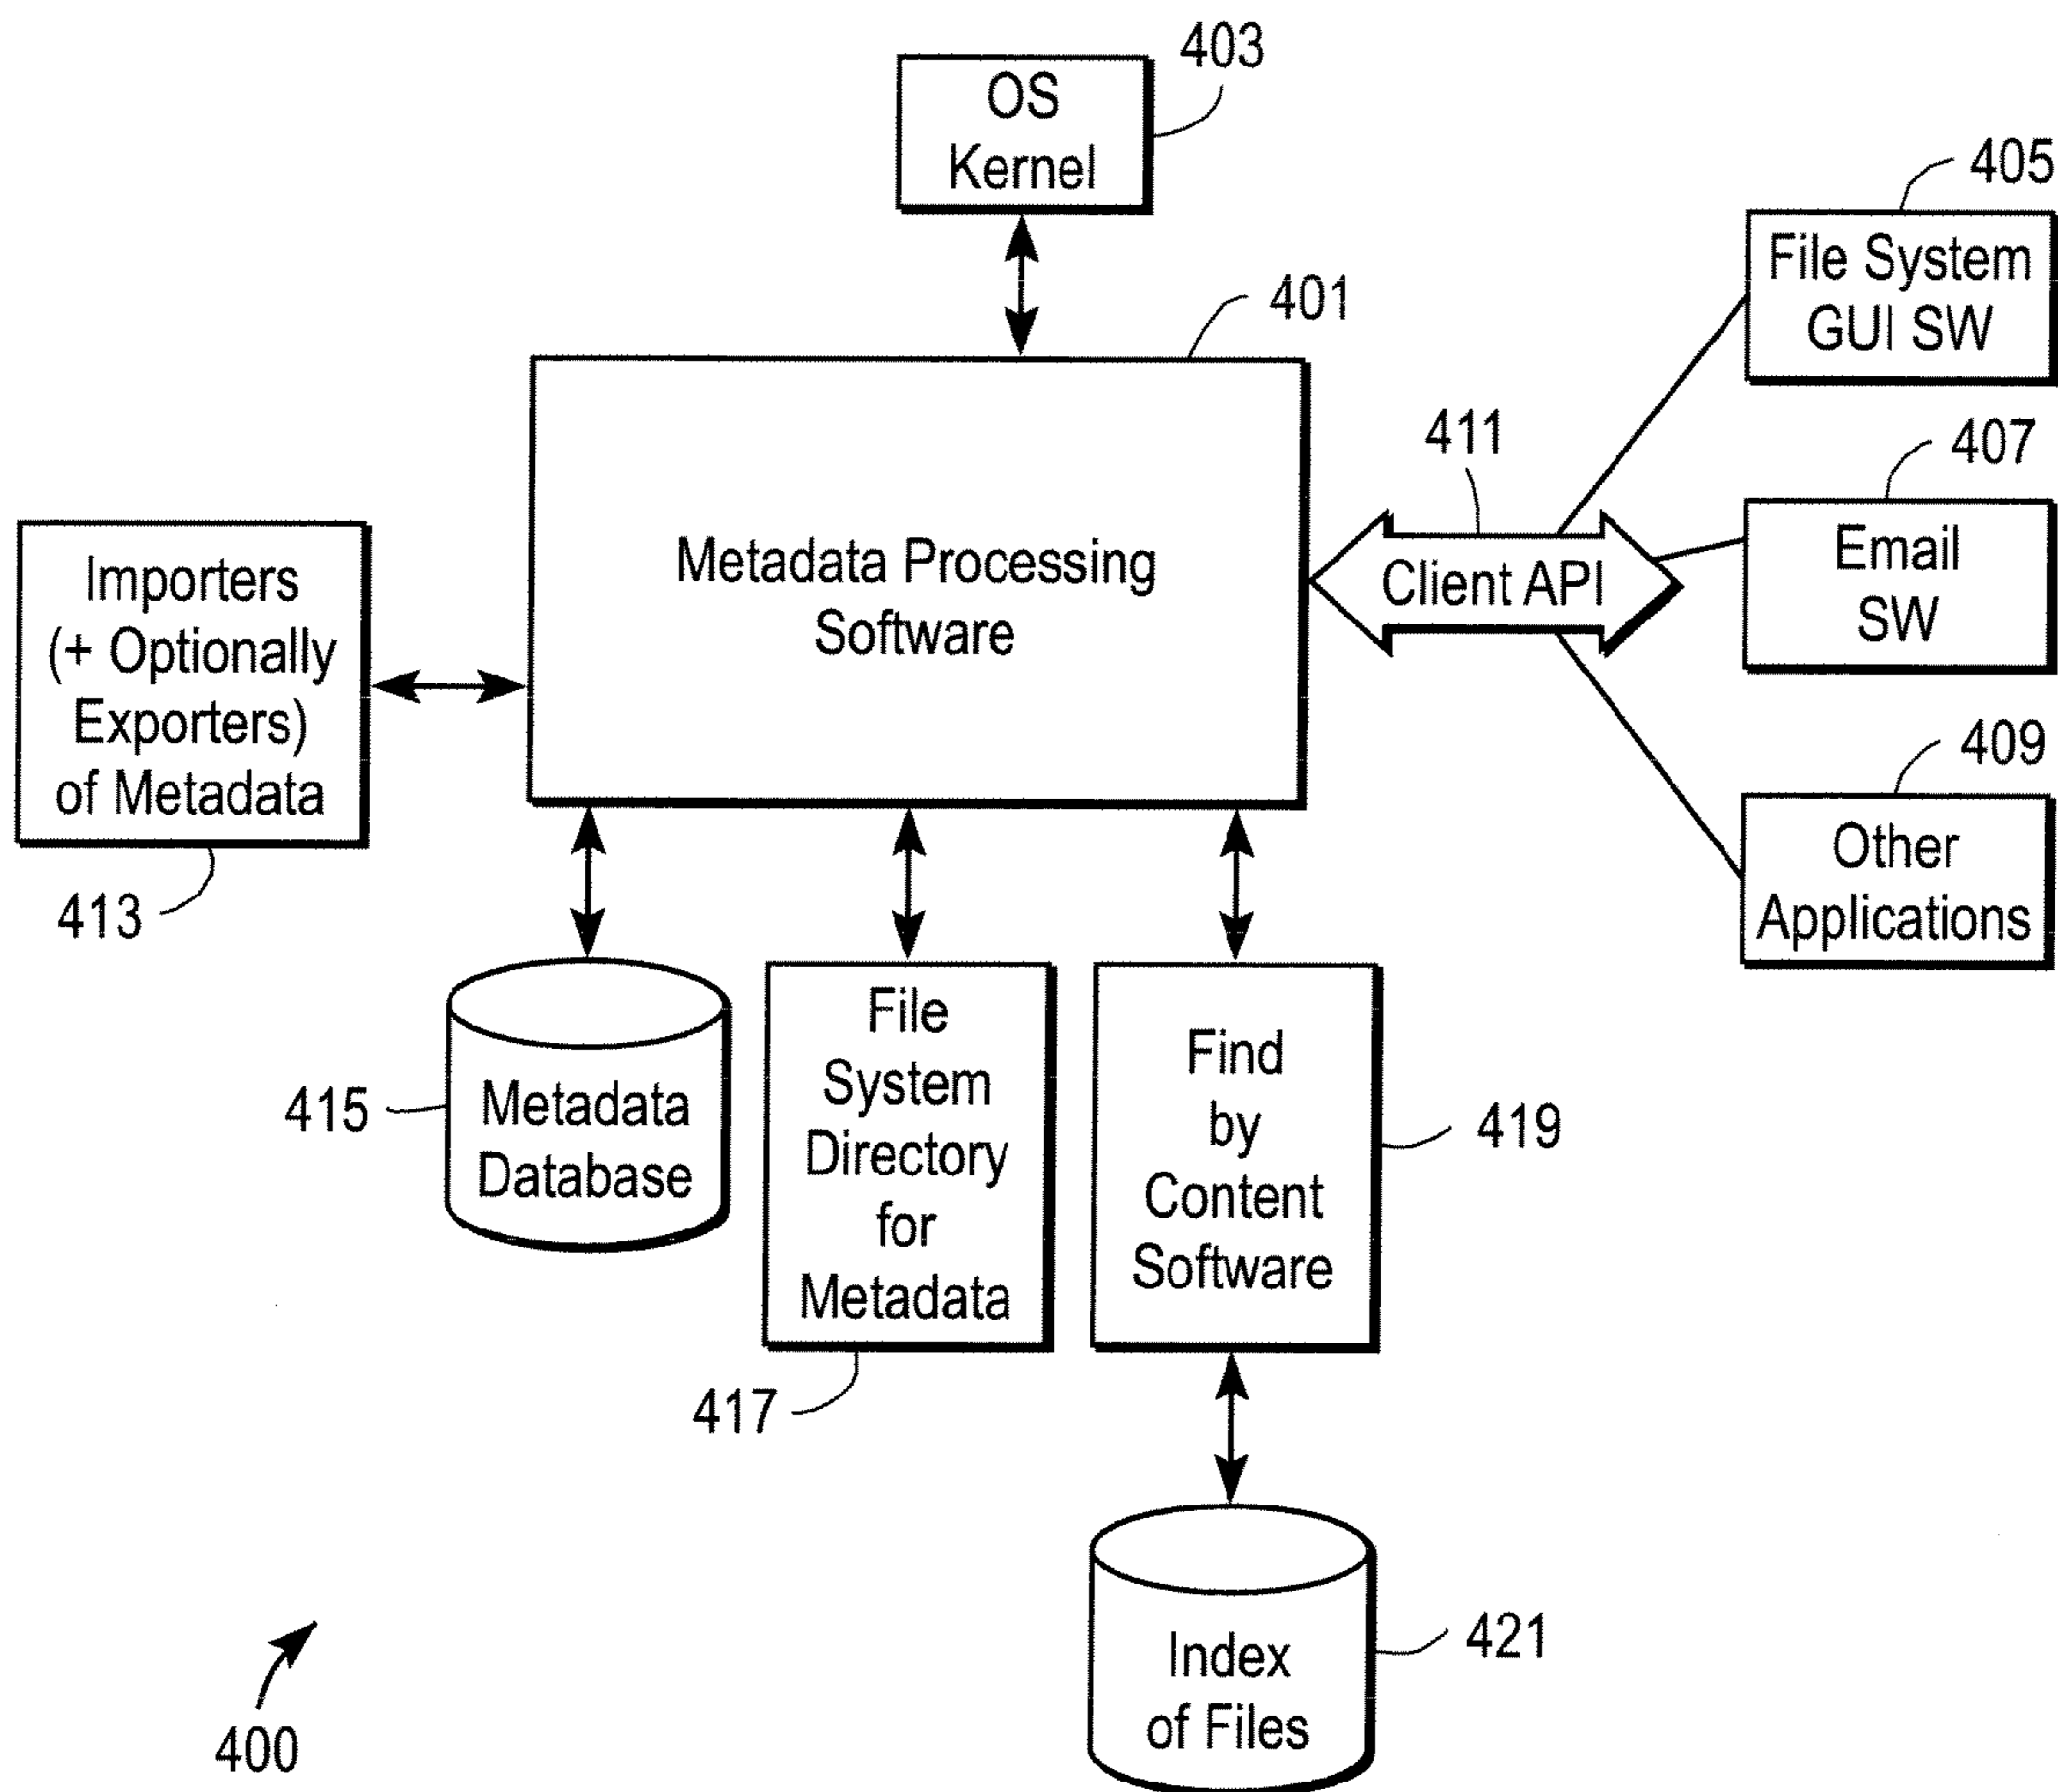 403
OS
Kernel
405
401
File System
GUI SW
411
407
Importers
(+ Optionally
Exporters)
of Metadata
Metadata Processing
Software
Client API
Email
SW
409
413
Other
Applications
415
Metadata
Database
File
System
Directory
for
Metadata
Find
by
Content
Software
419
417
Index
of Files
421
400